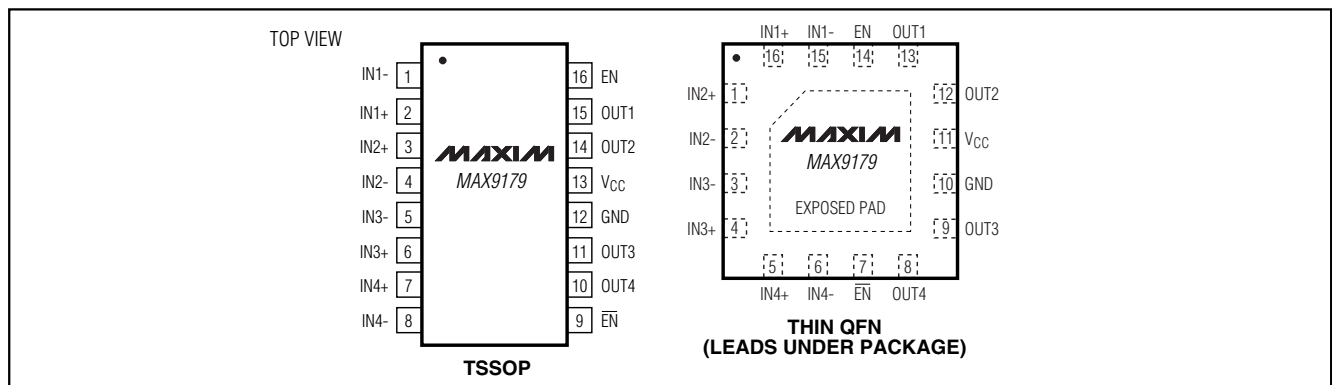 TOP VIEW
IN1- 1
IN1+ 2
IN2+ 3
IN2- 4
IN3- 5
IN3+ 6
IN4+ 7
IN4- 8
16 EN
15 OUT1
14 OUT2
13 VCC
12 GND
11 OUT3
10 OUT4
9 E̅N̅
MAXIM
MAX9179
TSSOP
IN1+ IN1- EN OUT1
16 15 14 13
IN2+ 1
IN2- 2
IN3- 3
IN3+ 4
12 OUT2
11 VCC
10 GND
9 OUT3
MAXIM
MAX9179
EXPOSED PAD
5 6 7 8
IN4+ IN4- E̅N̅ OUT4
THIN QFN
(LEADS UNDER PACKAGE)